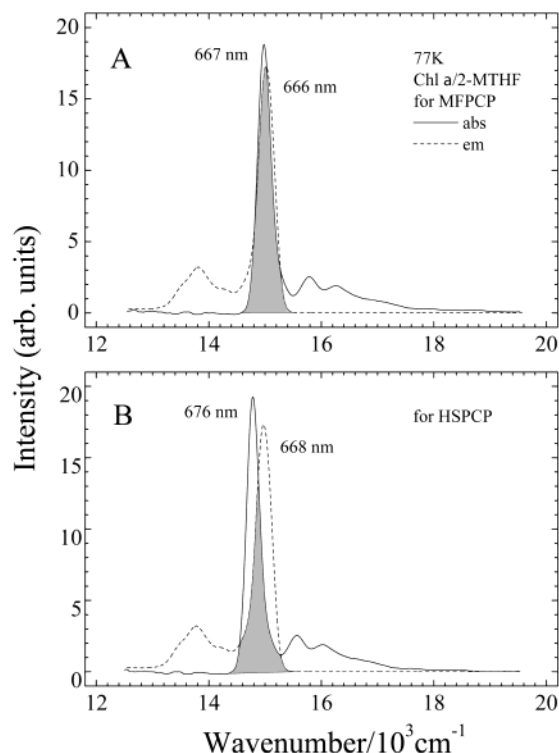 20
15
10
5
0
A
667 nm
666 nm
77K
Chl a/2-MTHF
for MFPCP
abs
em
12
14
16
18
20
Intensity (arb. units)
20
15
10
5
0
B
676 nm
668 nm
for HSPCP
12
14
16
18
20
Wavenumber/10³cm⁻¹